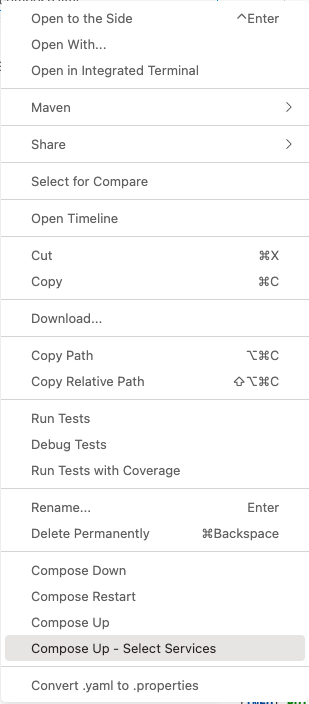 Open to the Side ^Enter
Open With...
Open in Integrated Terminal
Maven >
Share >
Select for Compare
Open Timeline
Cut ⌘X
Copy ⌘C
Download...
Copy Path ⌥⌘C
Copy Relative Path ⇧⌥⌘C
Run Tests
Debug Tests
Run Tests with Coverage
Rename... Enter
Delete Permanently ⌘Backspace
Compose Down
Compose Restart
Compose Up
Compose Up - Select Services
Convert .yaml to .properties